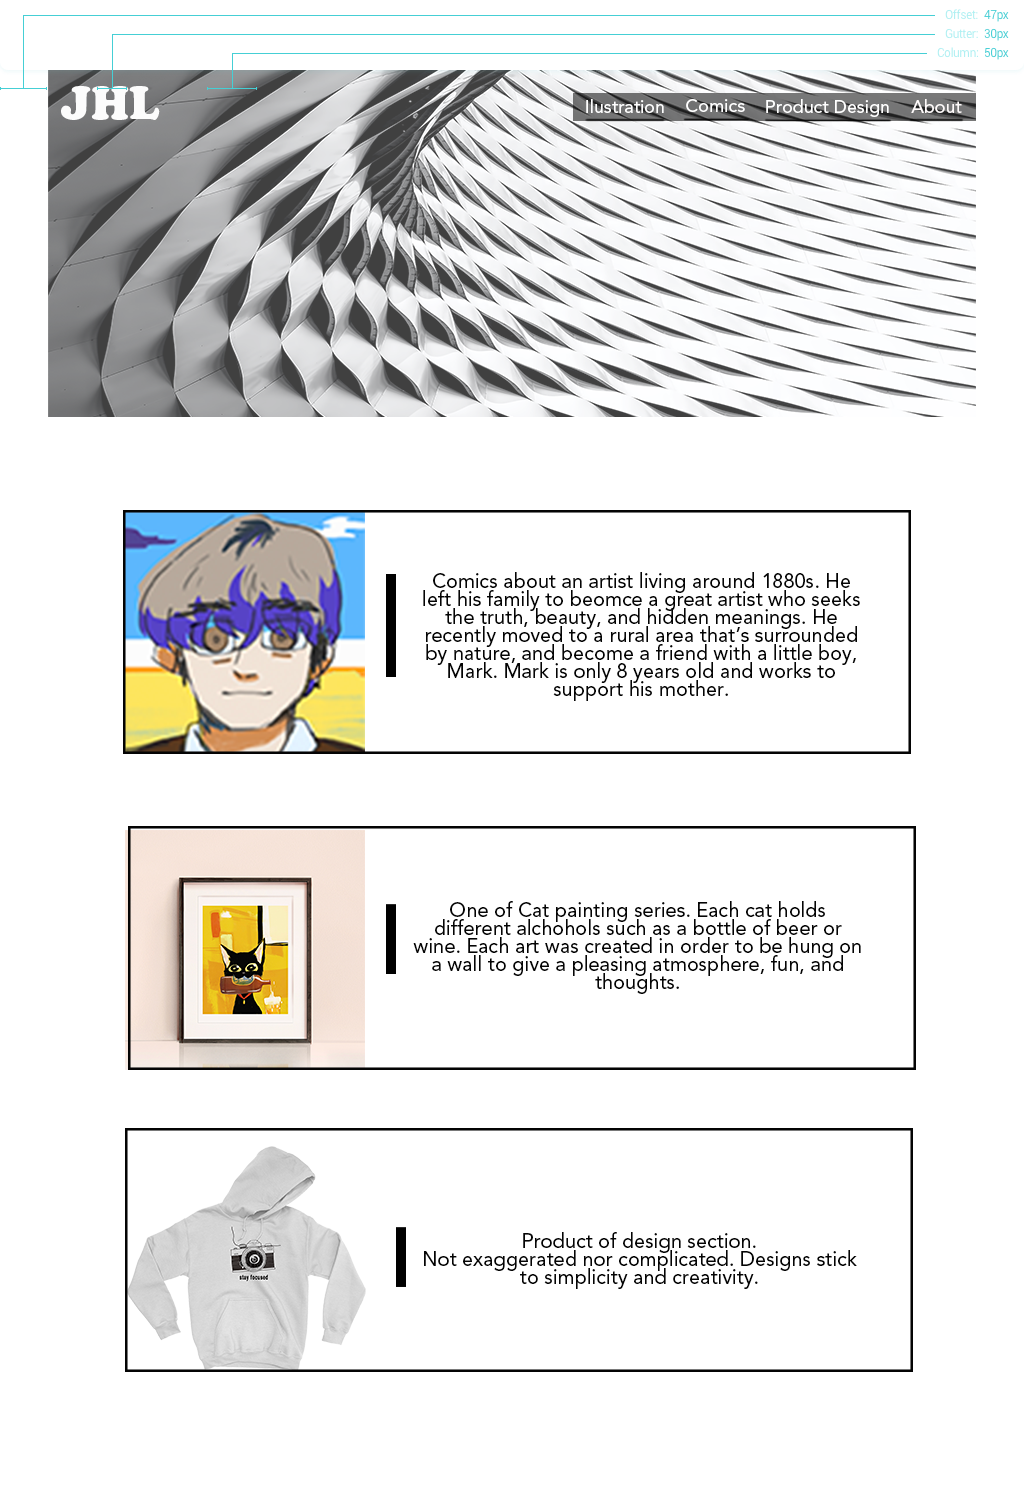 Offset: 47px
Gutter: 30px
Column: 50px
JHL
Ilustration Comics Product Design About
Comics about an artist living around 1880s. He
left his family to beomce a great artist who seeks
the truth, beauty, and hidden meanings. He
recently moved to a rural area that's surrounded
by nature, and become a friend with a little boy,
Mark. Mark is only 8 years old and works to
support his mother.
One of Cat painting series. Each cat holds
different alchohols such as a bottle of beer or
wine. Each art was created in order to be hung on
a wall to give a pleasing atmosphere, fun, and
thoughts.
stay focused
Product of design section.
Not exaggerated nor complicated. Designs stick
to simplicity and creativity.